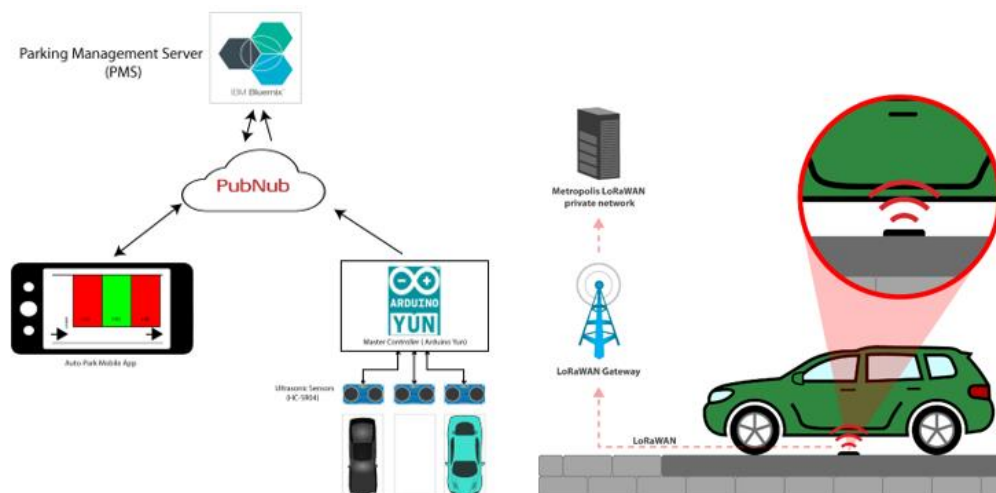 Parking Management Server
(PMS)
IBM Bluemix
PubNub
ARDUINO
YUN
Master Controller ( Arduino Yun)
Auto-Park Mobile App
Ultrasonic Sensors
(HC-SR04)
Metropolis LoRaWAN
private network
LoRaWAN Gateway
LoRaWAN